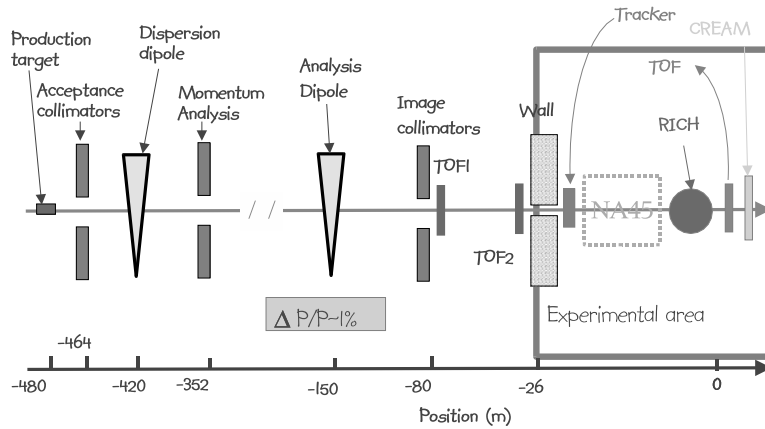 Production
target
Dispersion
dipole
Acceptance
collimators
Momentum
Analysis
Analysis
Dipole
Image
collimators
TOF1
TOF2
Wall
Tracker
CREAM
TOF
RICH
NA45
/ /
Experimental area
Δ P/P~1%
-464
-480
-420
-352
-150
-80
-26
0
Position (m)